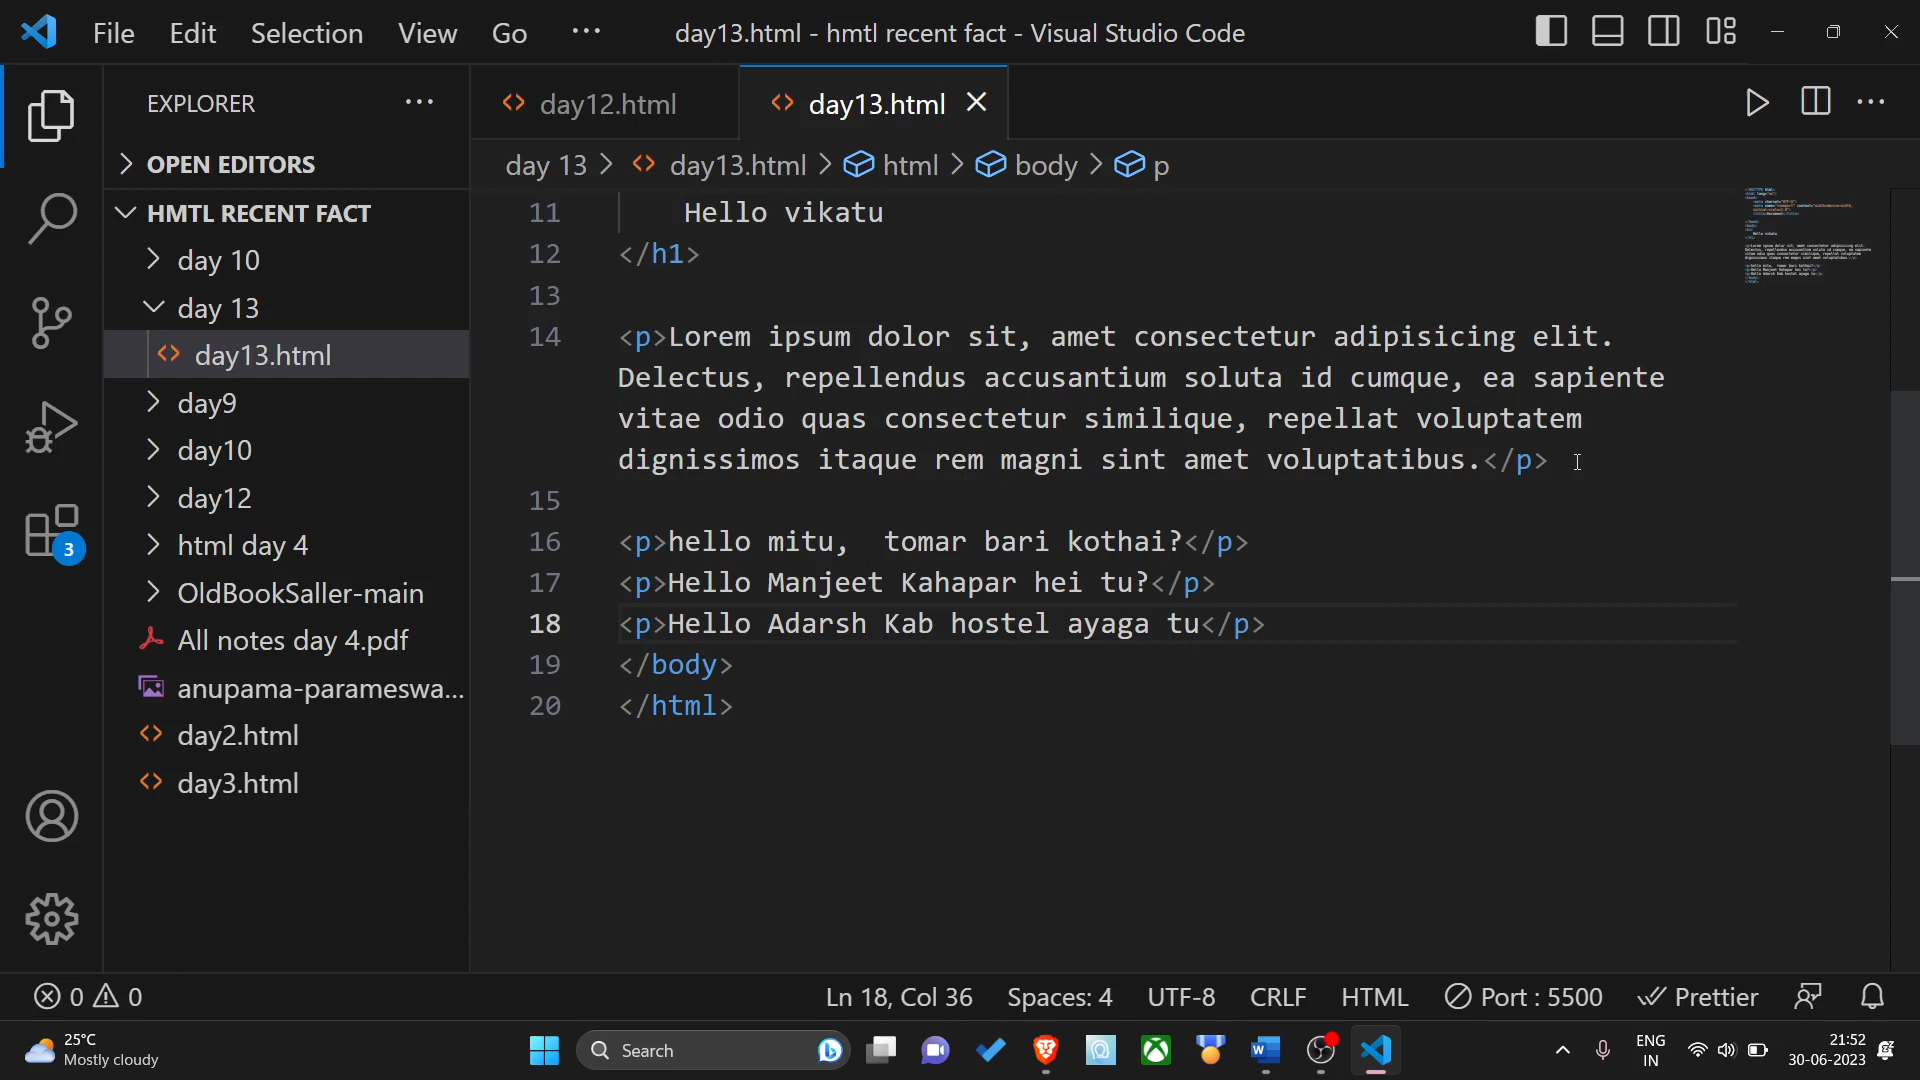 File Edit Selection View Go ··· day13.html - hmtl recent fact - Visual Studio Code
EXPLORER ···
OPEN EDITORS
HMTL RECENT FACT
day 10
day 13
day13.html
day9
day10
day12
html day 4
OldBookSaller-main
All notes day 4.pdf
anupama-parameswa...
day2.html
day3.html
3
day12.html day13.html
day 13 > day13.html > html > body > p
11 Hello vikatu
12 </h1>
13
14 <p>Lorem ipsum dolor sit, amet consectetur adipisicing elit.
Delectus, repellendus accusantium soluta id cumque, ea sapiente
vitae odio quas consectetur similique, repellat voluptatem
dignissimos itaque rem magni sint amet voluptatibus.</p>
15
16 <p>hello mitu,  tomar bari kothai?</p>
17 <p>Hello Manjeet Kahapar hei tu?</p>
18 <p>Hello Adarsh Kab hostel ayaga tu</p>
19 </body>
20 </html>
0 0 Ln 18, Col 36 Spaces: 4 UTF-8 CRLF HTML Port : 5500 Prettier
25°C
Mostly cloudy
Search
ENG
IN
21:52
30-06-2023